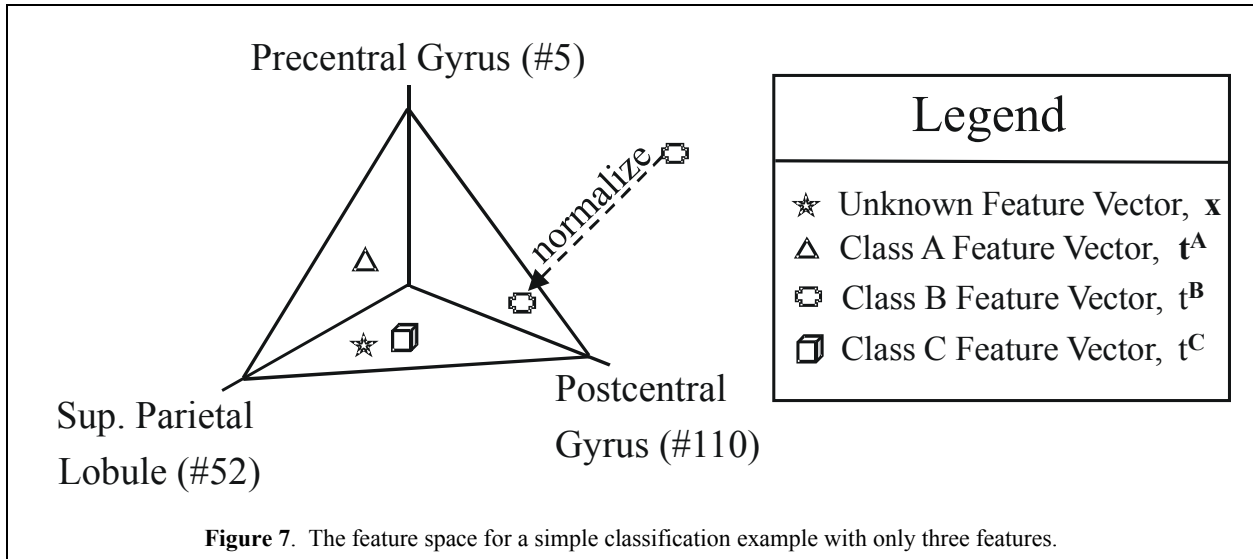 Precentral Gyrus (#5)
normalize
Sup. Parietal
Lobule (#52)
Postcentral
Gyrus (#110)
Legend
Unknown Feature Vector, x
Class A Feature Vector, t^A
Class B Feature Vector, t^B
Class C Feature Vector, t^C
Figure 7. The feature space for a simple classification example with only three features.